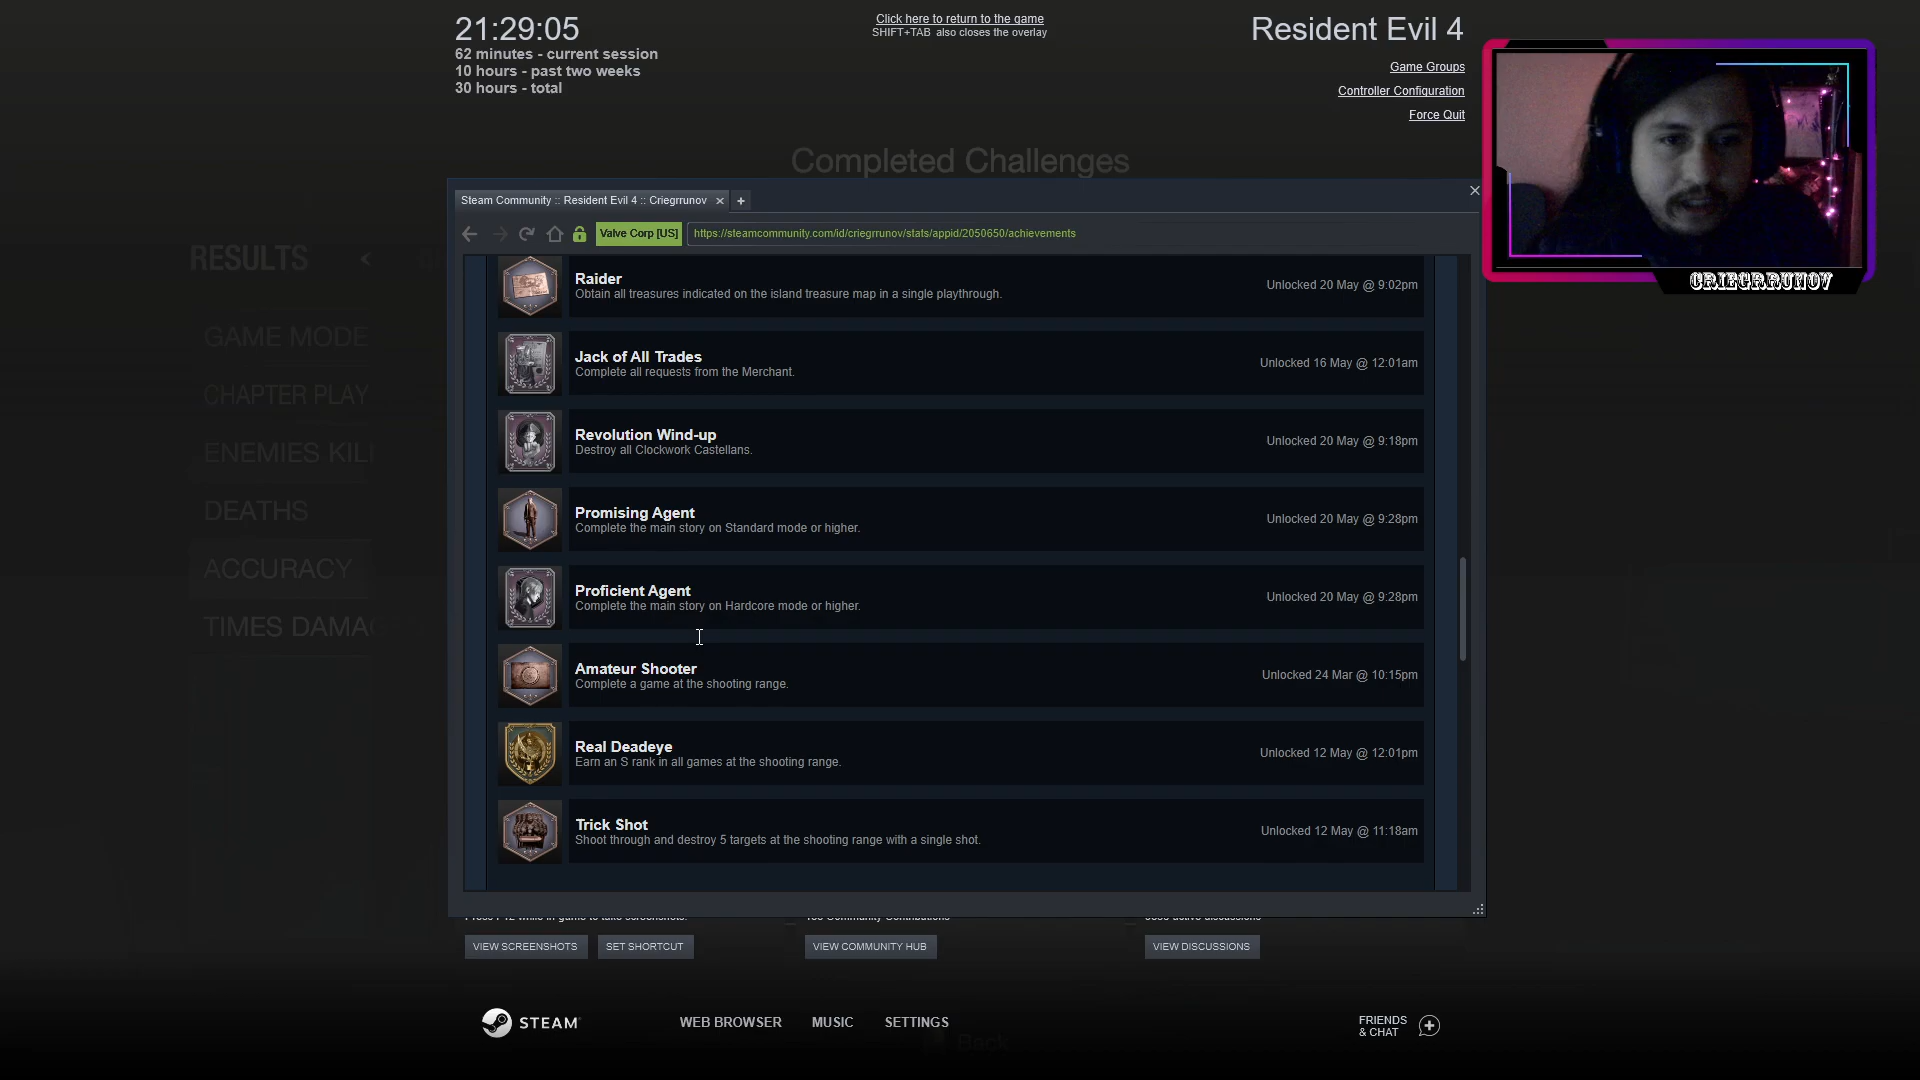 21:29:05
62 minutes - current session
10 hours - past two weeks
30 hours - total
Click here to return to the game
SHIFT+TAB also closes the overlay
Resident Evil 4
Game Groups
Controller Configuration
Force Quit
CRIEGRRUNOV
Completed Challenges
Steam Community :: Resident Evil 4 :: Criegrrunov
Valve Corp [US]
https://steamcommunity.com/id/criegrrunov/stats/appid/2050650/achievements
RESULTS
GAME MODE
CHAPTER PLAY
ENEMIES KIL
DEATHS
ACCURACY
TIMES DAMA
Raider
Obtain all treasures indicated on the island treasure map in a single playthrough.
Unlocked 20 May @ 9:02pm
Jack of All Trades
Complete all requests from the Merchant.
Unlocked 16 May @ 12:01am
Revolution Wind-up
Destroy all Clockwork Castellans.
Unlocked 20 May @ 9:18pm
Promising Agent
Complete the main story on Standard mode or higher.
Unlocked 20 May @ 9:28pm
Proficient Agent
Complete the main story on Hardcore mode or higher.
Unlocked 20 May @ 9:28pm
Amateur Shooter
Complete a game at the shooting range.
Unlocked 24 Mar @ 10:15pm
Real Deadeye
Earn an S rank in all games at the shooting range.
Unlocked 12 May @ 12:01pm
Trick Shot
Shoot through and destroy 5 targets at the shooting range with a single shot.
Unlocked 12 May @ 11:18am
VIEW SCREENSHOTS
SET SHORTCUT
VIEW COMMUNITY HUB
VIEW DISCUSSIONS
STEAM
WEB BROWSER
MUSIC
SETTINGS
Back
FRIENDS
& CHAT